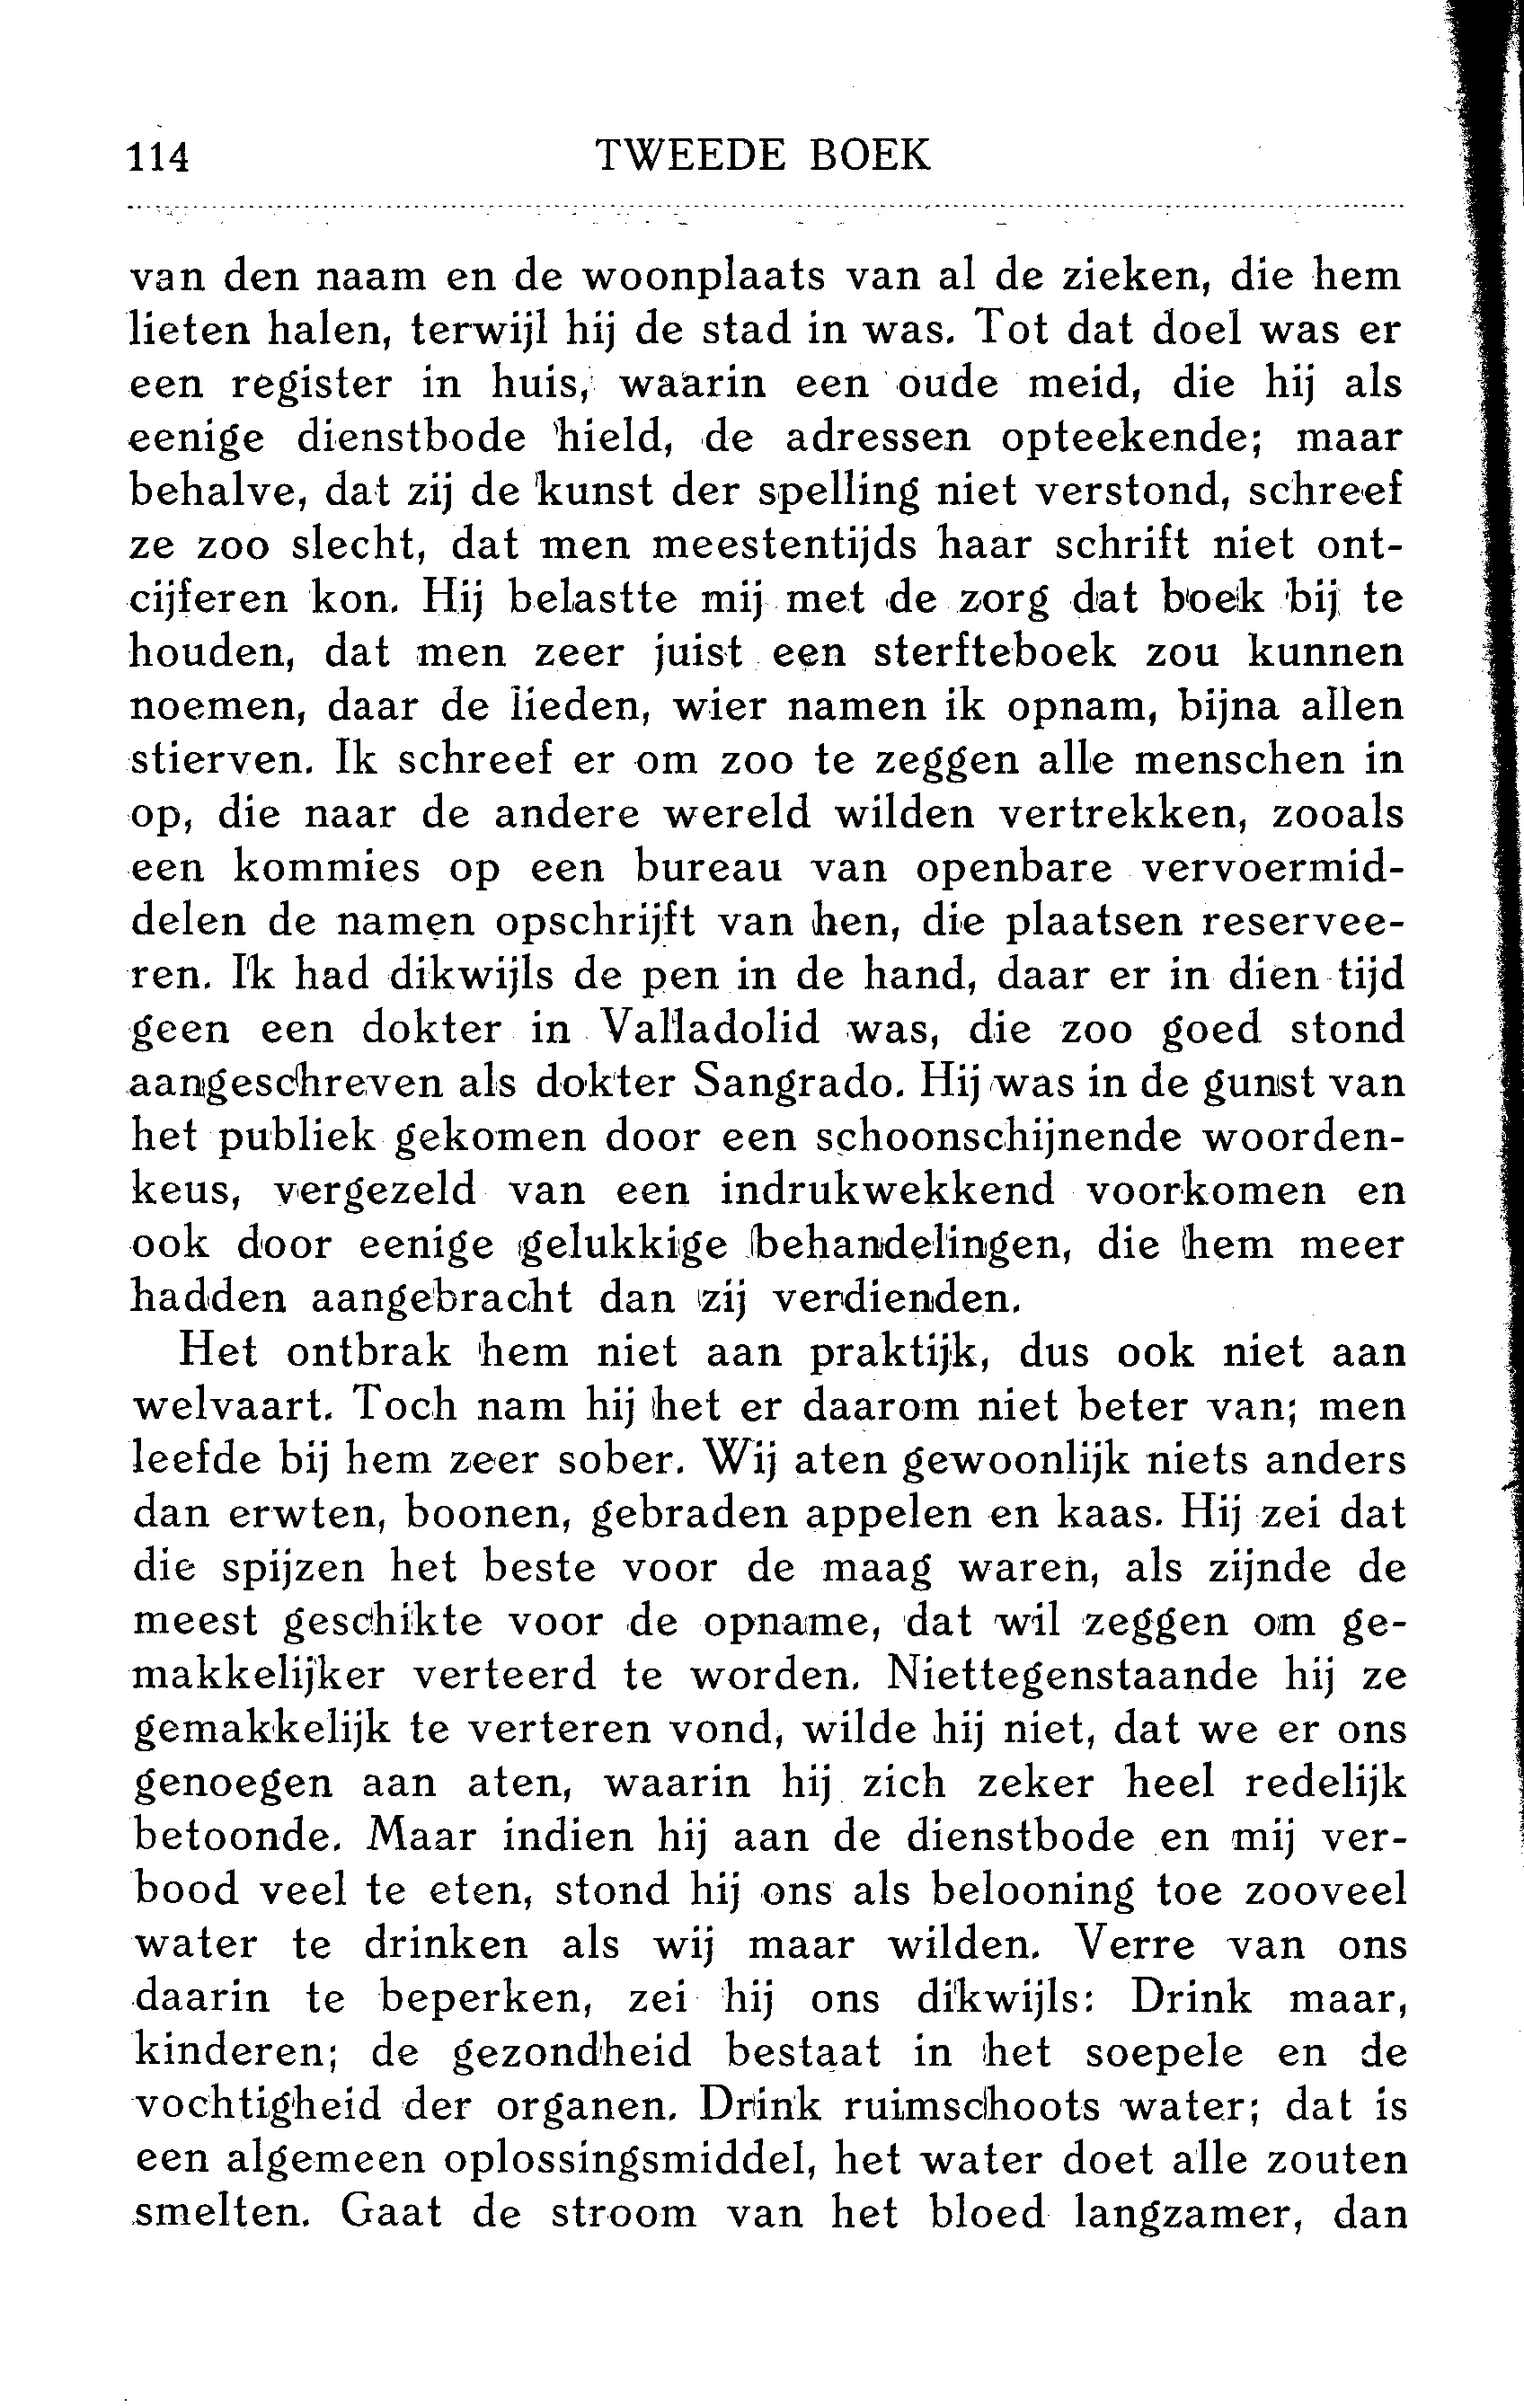 114 TWEEDE BOEK
van den naam en de woonplaats van al de zieken, die hem
lieten halen, terwijl hij de stad in was. Tot dat doel was er
een register in huis, waarin een oude meid, die hij als
eenige dienstbode hield, de adressen opteekende; maar
behalve, dat zij de kunst der spelling niet verstond, schreef
ze zoo slecht, dat men meestentijds haar schrift niet ont-
cijferen kon. Hij belastte mij met de zorg dat boek bij te
houden, dat men zeer juist een sterfteboek zou kunnen
noemen, daar de lieden, wier namen ik opnam, bijna allen
stierven. Ik schreef er om zoo te zeggen alle menschen in
op, die naar de andere wereld wilden vertrekken, zooals
een kommies op een bureau van openbare vervoermid-
delen de namen opschrijft van hen, die plaatsen reservee-
ren. Ik had dikwijls de pen in de hand, daar er in dien tijd
geen een dokter in Valladolid was, die zoo goed stond
aangeschreven als dokter Sangrado. Hij was in de gunst van
het publiek gekomen door een schoonschijnende woorden-
keus, vergezeld van een indrukwekkend voorkomen en
ook door eenige gelukkige behandelingen, die hem meer
hadden aangebracht dan zij verdienden.
Het ontbrak hem niet aan praktijk, dus ook niet aan
welvaart. Toch nam hij het er daarom niet beter van; men
leefde bij hem zeer sober. Wij aten gewoonlijk niets anders
dan erwten, boonen, gebraden appelen en kaas. Hij zei dat
die spijzen het beste voor de maag waren, als zijnde de
meest geschikte voor de opname, dat wil zeggen om ge-
makkelijker verteerd te worden. Niettegenstaande hij ze
gemakkelijk te verteren vond, wilde hij niet, dat we er ons
genoegen aan aten, waarin hij zich zeker heel redelijk
betoonde. Maar indien hij aan de dienstbode en mij ver-
bood veel te eten, stond hij ons als belooning toe zooveel
water te drinken als wij maar wilden. Verre van ons
daarin te beperken, zei hij ons dikwijls: Drink maar,
kinderen; de gezondheid bestaat in het soepele en de
vochtigheid der organen. Drink ruimschoots water; dat is
een algemeen oplossingsmiddel, het water doet alle zouten
smelten. Gaat de stroom van het bloed langzamer, dan